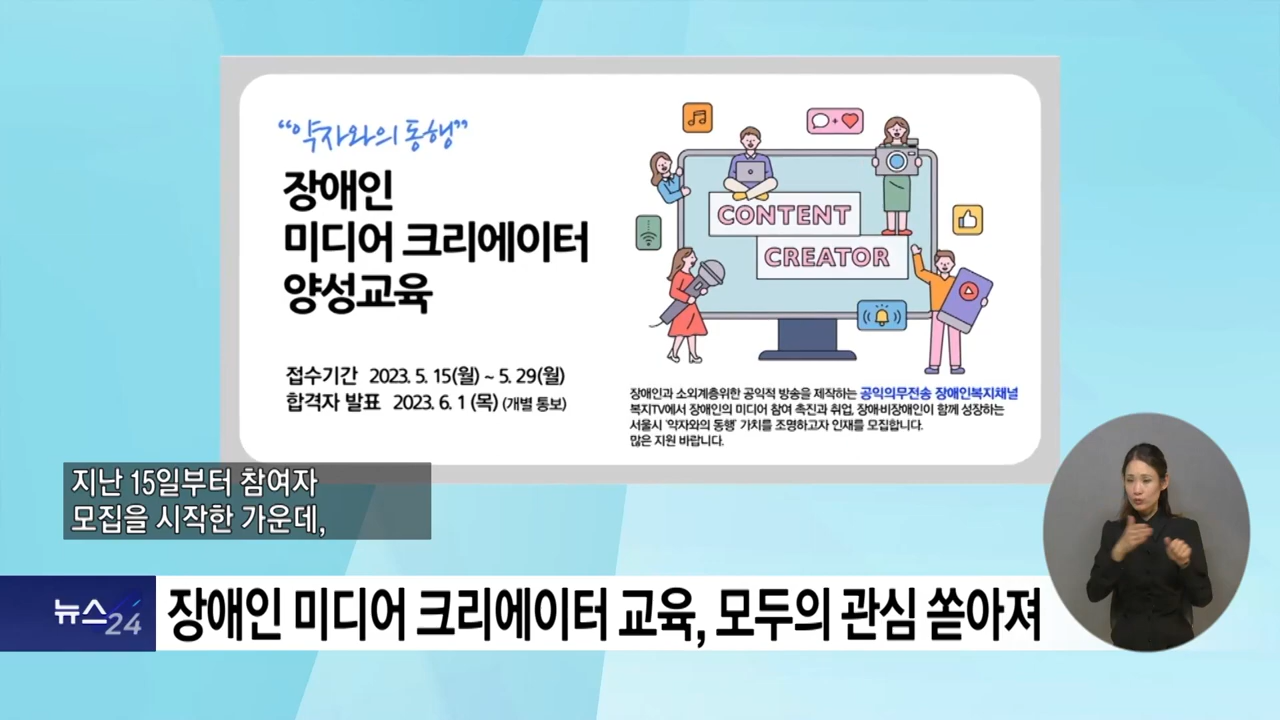 “약자와의 동행”
장애인
미디어 크리에이터
양성교육
접수기간 2023. 5. 15(월) ~ 5. 29(월)
합격자 발표 2023. 6. 1 (목) (개별 통보)
CONTENT
CREATOR
장애인과 소외계층위한 공익적 방송을 제작하는 공익의무전송 장애인복지채널
복지TV에서 장애인의 미디어 참여 촉진과 취업, 장애·비장애인이 함께 성장하는
서울시 ‘약자와의 동행’ 가치를 조명하고자 인재를 모집합니다.
많은 지원 바랍니다.
지난 15일부터 참여자
모집을 시작한 가운데,
뉴스
24
장애인 미디어 크리에이터 교육, 모두의 관심 쏟아져